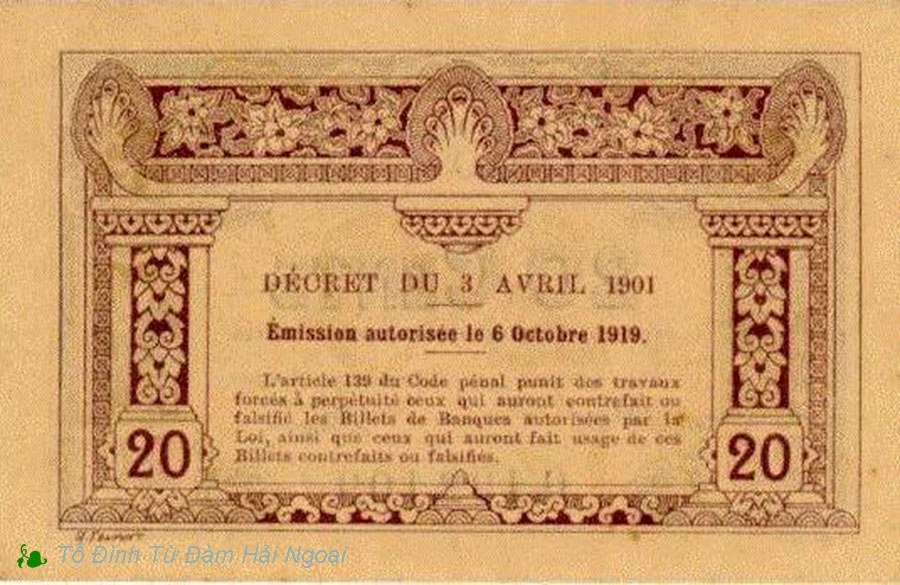 DÉCRET DU 3 AVRIL 1901
Émission autorisée le 6 Octobre 1919.
L'article 139 du Code pénal punit des travaux
forcés à perpétuité ceux qui auront contrefait ou
falsifié les Billets de Banques autorisées par la
Loi, ainsi que ceux qui auront fait usage de ces
Billets contrefaits ou falsifiés.
20
20
Tổ Đình Từ Đàm Hải Ngoại